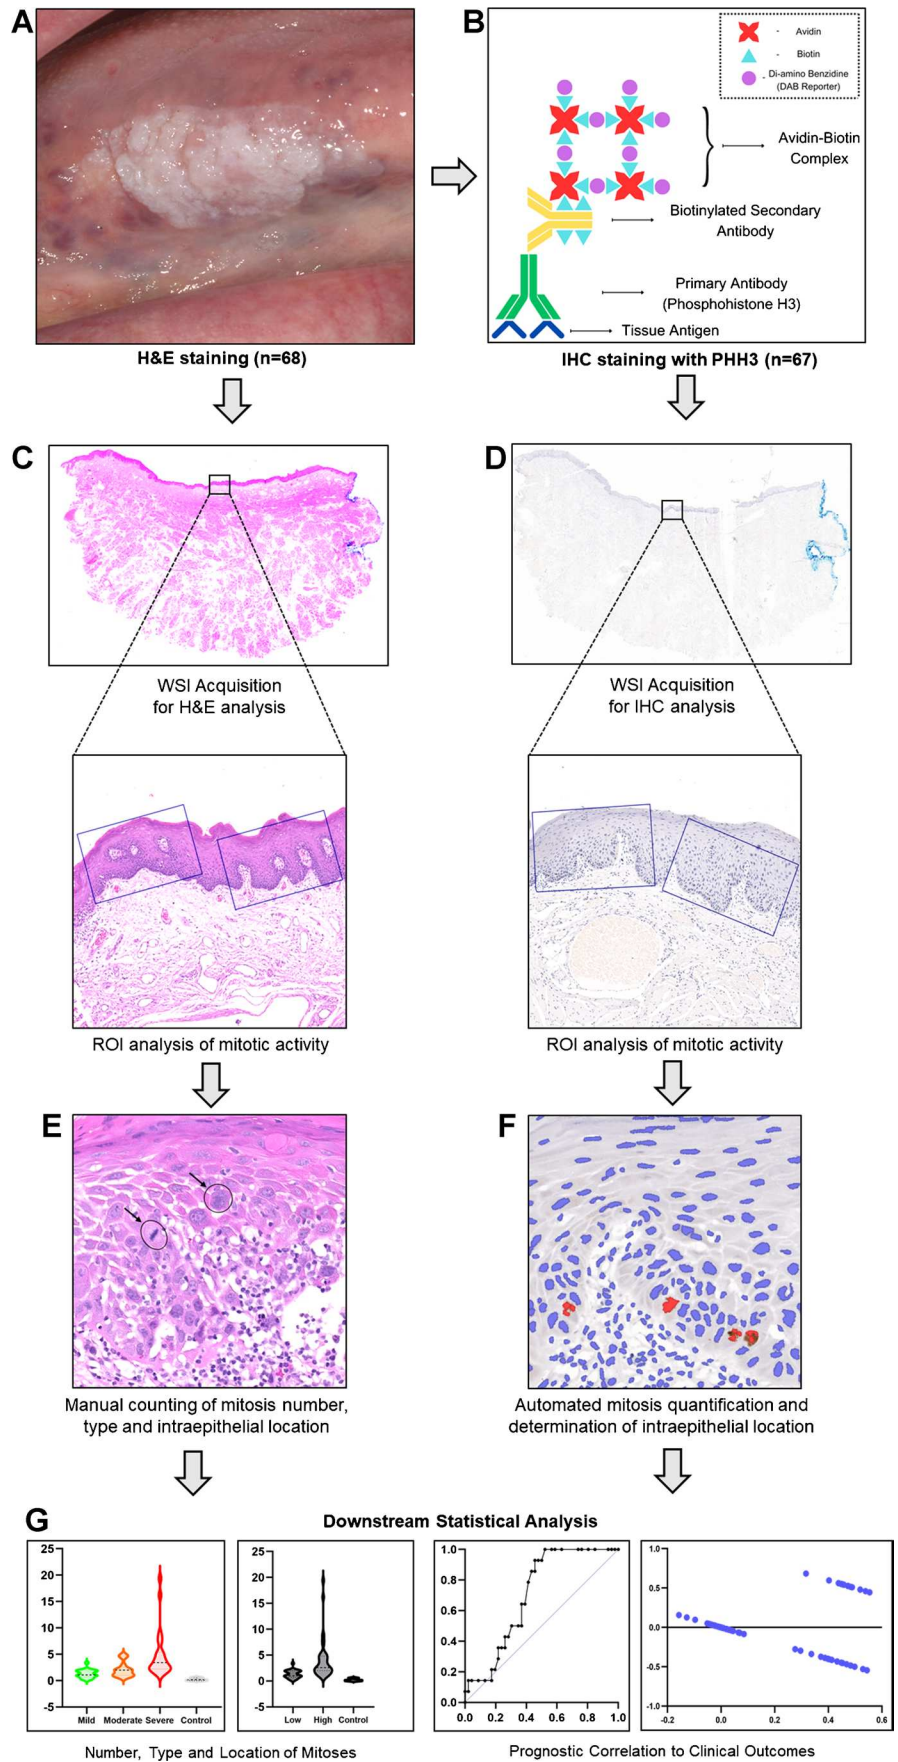 A
B
- Avidin
- Biotin
- Di-amino Benzidine
(DAB Reporter)
Avidin-Biotin
Complex
Biotinylated Secondary
Antibody
Primary Antibody
(Phosphohistone H3)
Tissue Antigen
H&E staining (n=68)
IHC staining with PHH3 (n=67)
C
D
WSI Acquisition
for H&E analysis
WSI Acquisition
for IHC analysis
ROI analysis of mitotic activity
ROI analysis of mitotic activity
E
F
Manual counting of mitosis number,
type and intraepithelial location
Automated mitosis quantification and
determination of intraepithelial location
G
Downstream Statistical Analysis
25
20
15
10
5
0
-5
Mild Moderate Severe Control
25
20
15
10
5
0
-5
Low High Control
1.0
0.8
0.6
0.4
0.2
0.0
0.0 0.2 0.4 0.6 0.8 1.0
1.0
0.5
0.0
-0.5
-1.0
-0.2 0.0 0.2 0.4 0.6
Number, Type and Location of Mitoses
Prognostic Correlation to Clinical Outcomes